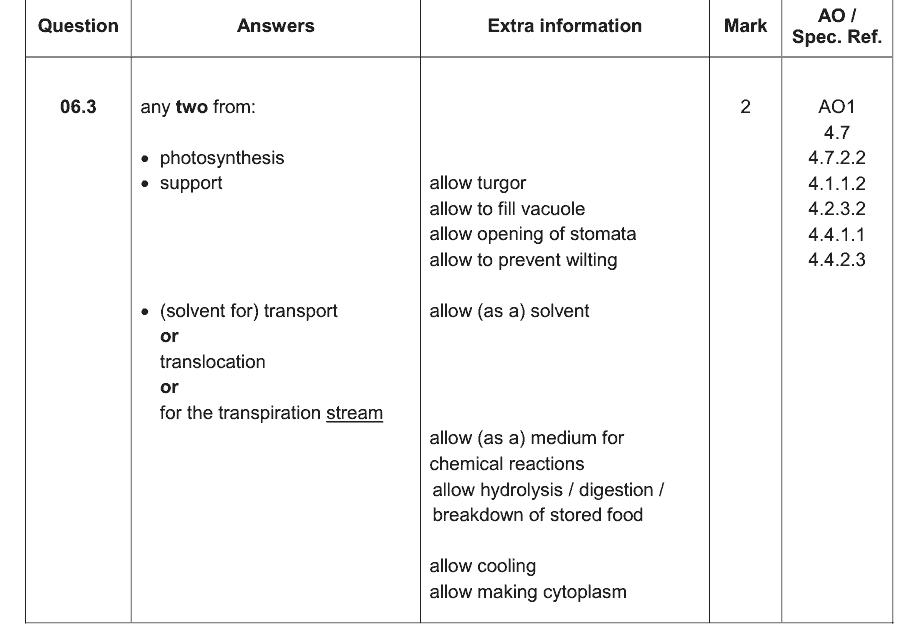 Question Answers Extra information Mark AO / Spec. Ref.
06.3 any two from: 2 AO1
4.7
• photosynthesis 4.7.2.2
• support allow turgor 4.1.1.2
allow to fill vacuole 4.2.3.2
allow opening of stomata 4.4.1.1
allow to prevent wilting 4.4.2.3
• (solvent for) transport allow (as a) solvent
or
translocation
or
for the transpiration stream
allow (as a) medium for
chemical reactions
allow hydrolysis / digestion /
breakdown of stored food
allow cooling
allow making cytoplasm